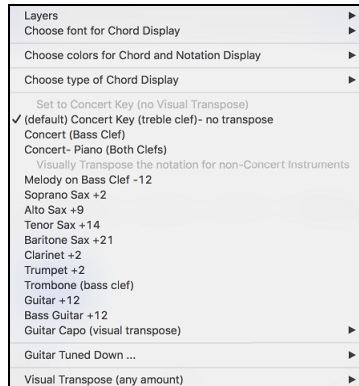 Layers
Choose font for Chord Display
Choose colors for Chord and Notation Display
Choose type of Chord Display
Set to Concert Key (no Visual Transpose)
✓ (default) Concert Key (treble clef)- no transpose
Concert (Bass Clef)
Concert- Piano (Both Clefs)
Visually Transpose the notation for non-Concert Instruments
Melody on Bass Clef -12
Soprano Sax +2
Alto Sax +9
Tenor Sax +14
Baritone Sax +21
Clarinet +2
Trumpet +2
Trombone (bass clef)
Guitar +12
Bass Guitar +12
Guitar Capo (visual transpose)
Guitar Tuned Down ...
Visual Transpose (any amount)